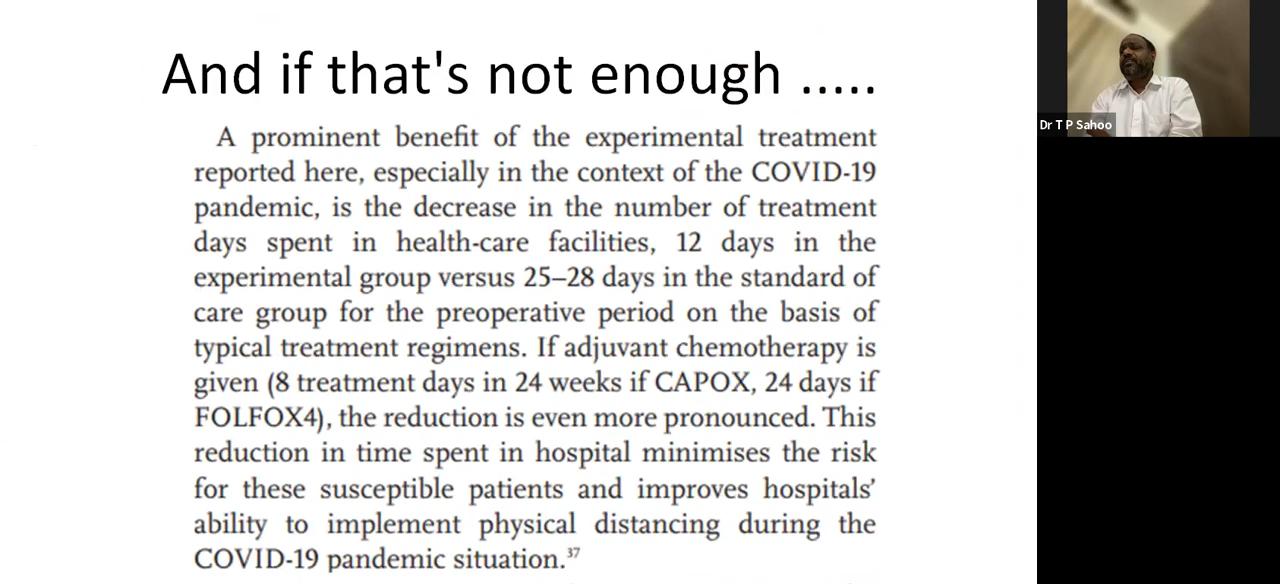 And if that's not enough .....
A prominent benefit of the experimental treatment
reported here, especially in the context of the COVID-19
pandemic, is the decrease in the number of treatment
days spent in health-care facilities, 12 days in the
experimental group versus 25–28 days in the standard of
care group for the preoperative period on the basis of
typical treatment regimens. If adjuvant chemotherapy is
given (8 treatment days in 24 weeks if CAPOX, 24 days if
FOLFOX4), the reduction is even more pronounced. This
reduction in time spent in hospital minimises the risk
for these susceptible patients and improves hospitals’
ability to implement physical distancing during the
COVID-19 pandemic situation.³⁷
Dr T P Sahoo